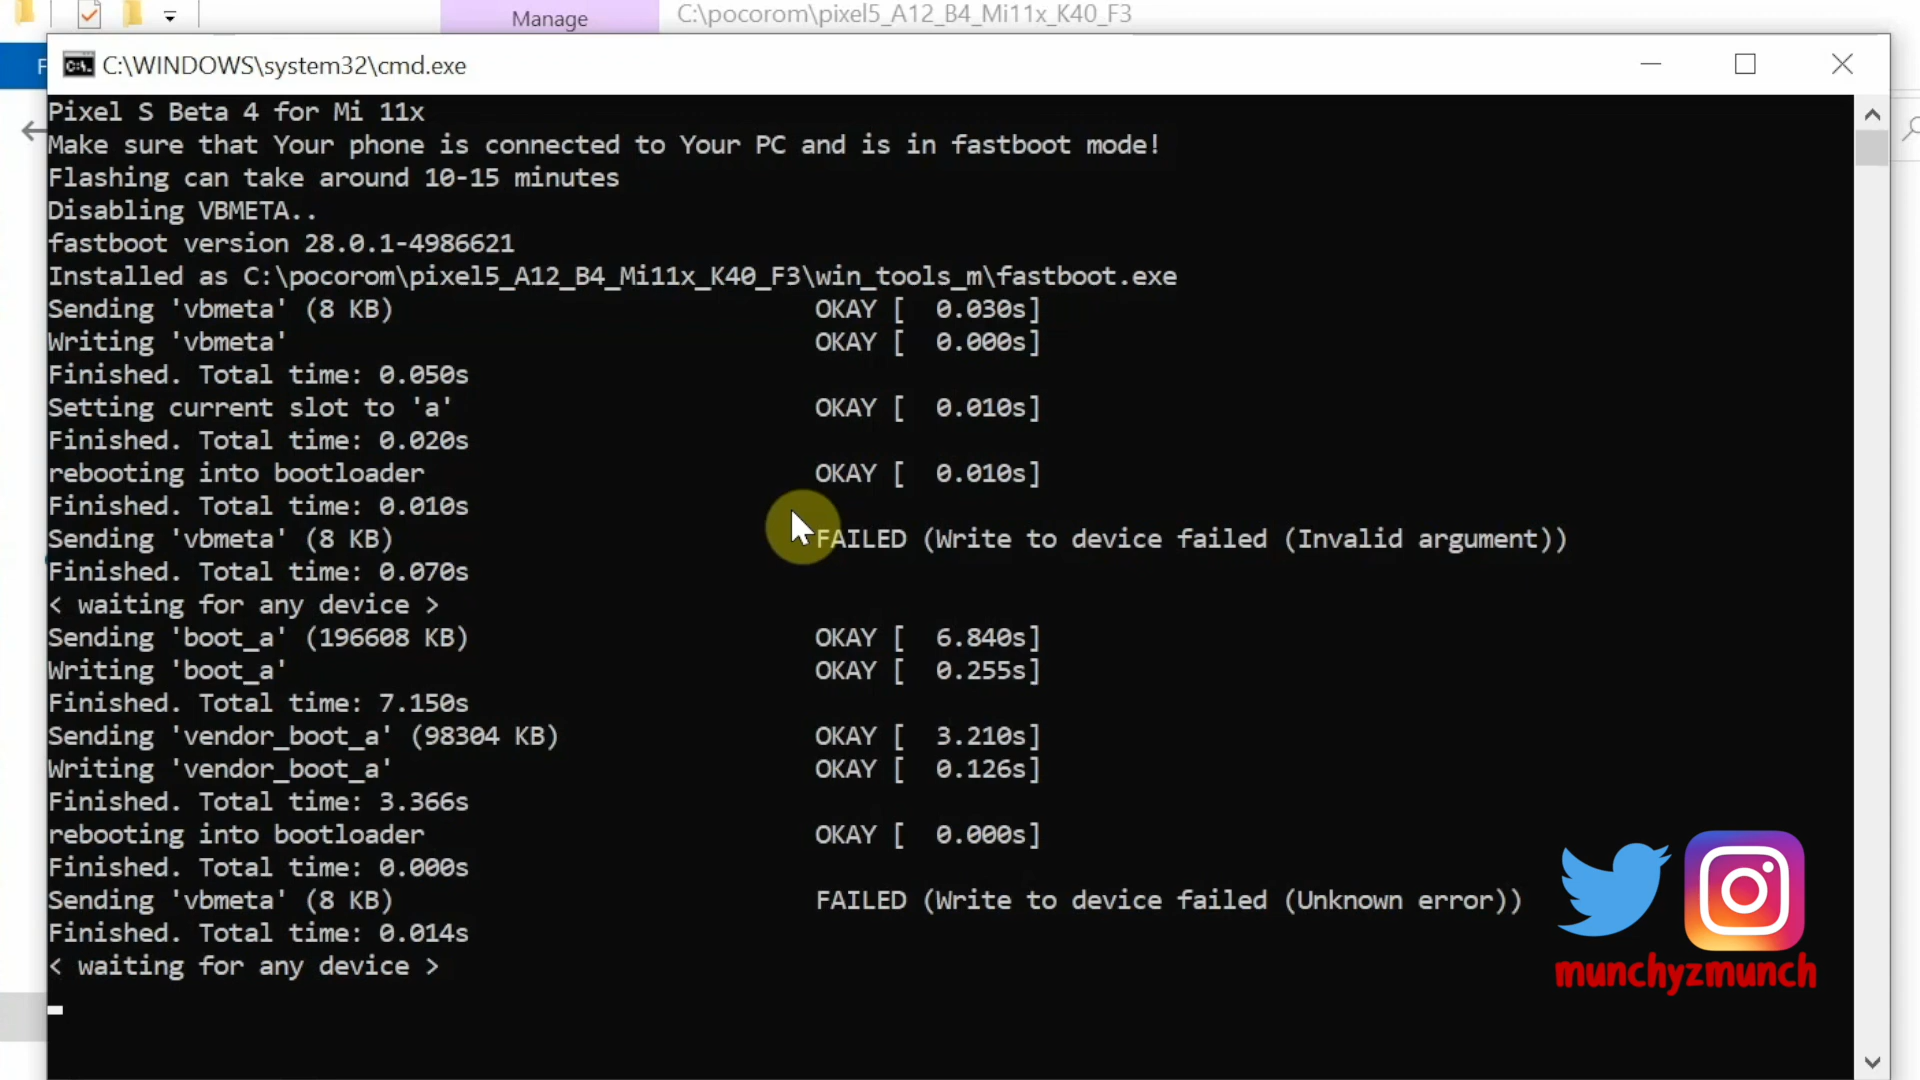 Manage
C:\pocorom\pixel5_A12_B4_Mi11x_K40_F3
F
C:\WINDOWS\system32\cmd.exe
Pixel S Beta 4 for Mi 11x
Make sure that Your phone is connected to Your PC and is in fastboot mode!
Flashing can take around 10-15 minutes
Disabling VBMETA..
fastboot version 28.0.1-4986621
Installed as C:\pocorom\pixel5_A12_B4_Mi11x_K40_F3\win_tools_m\fastboot.exe
Sending 'vbmeta' (8 KB) OKAY [ 0.030s]
Writing 'vbmeta' OKAY [ 0.000s]
Finished. Total time: 0.050s
Setting current slot to 'a' OKAY [ 0.010s]
Finished. Total time: 0.020s
rebooting into bootloader OKAY [ 0.010s]
Finished. Total time: 0.010s
Sending 'vbmeta' (8 KB) FAILED (Write to device failed (Invalid argument))
Finished. Total time: 0.070s
< waiting for any device >
Sending 'boot_a' (196608 KB) OKAY [ 6.840s]
Writing 'boot_a' OKAY [ 0.255s]
Finished. Total time: 7.150s
Sending 'vendor_boot_a' (98304 KB) OKAY [ 3.210s]
Writing 'vendor_boot_a' OKAY [ 0.126s]
Finished. Total time: 3.366s
rebooting into bootloader OKAY [ 0.000s]
Finished. Total time: 0.000s
Sending 'vbmeta' (8 KB) FAILED (Write to device failed (Unknown error))
Finished. Total time: 0.014s
< waiting for any device >
munchyzmunch